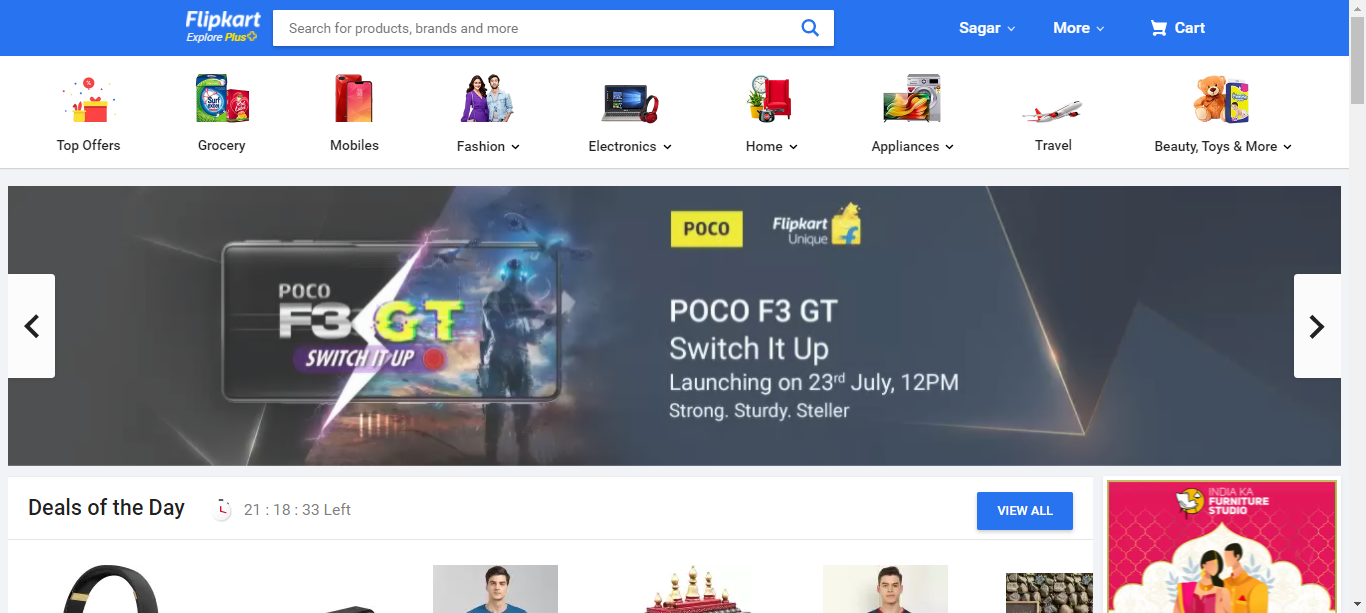 Flipkart
Explore Plus
Search for products, brands and more
Sagar
More
Cart
Top Offers
Grocery
Mobiles
Fashion
Electronics
Home
Appliances
Travel
Beauty, Toys & More
Surf excel
POCO
Flipkart
Unique
POCO
F3 GT
SWITCH IT UP
POCO F3 GT
Switch It Up
Launching on 23rd July, 12PM
Strong. Sturdy. Steller
Deals of the Day
21 : 18 : 33 Left
VIEW ALL
INDIA KA
FURNITURE
STUDIO